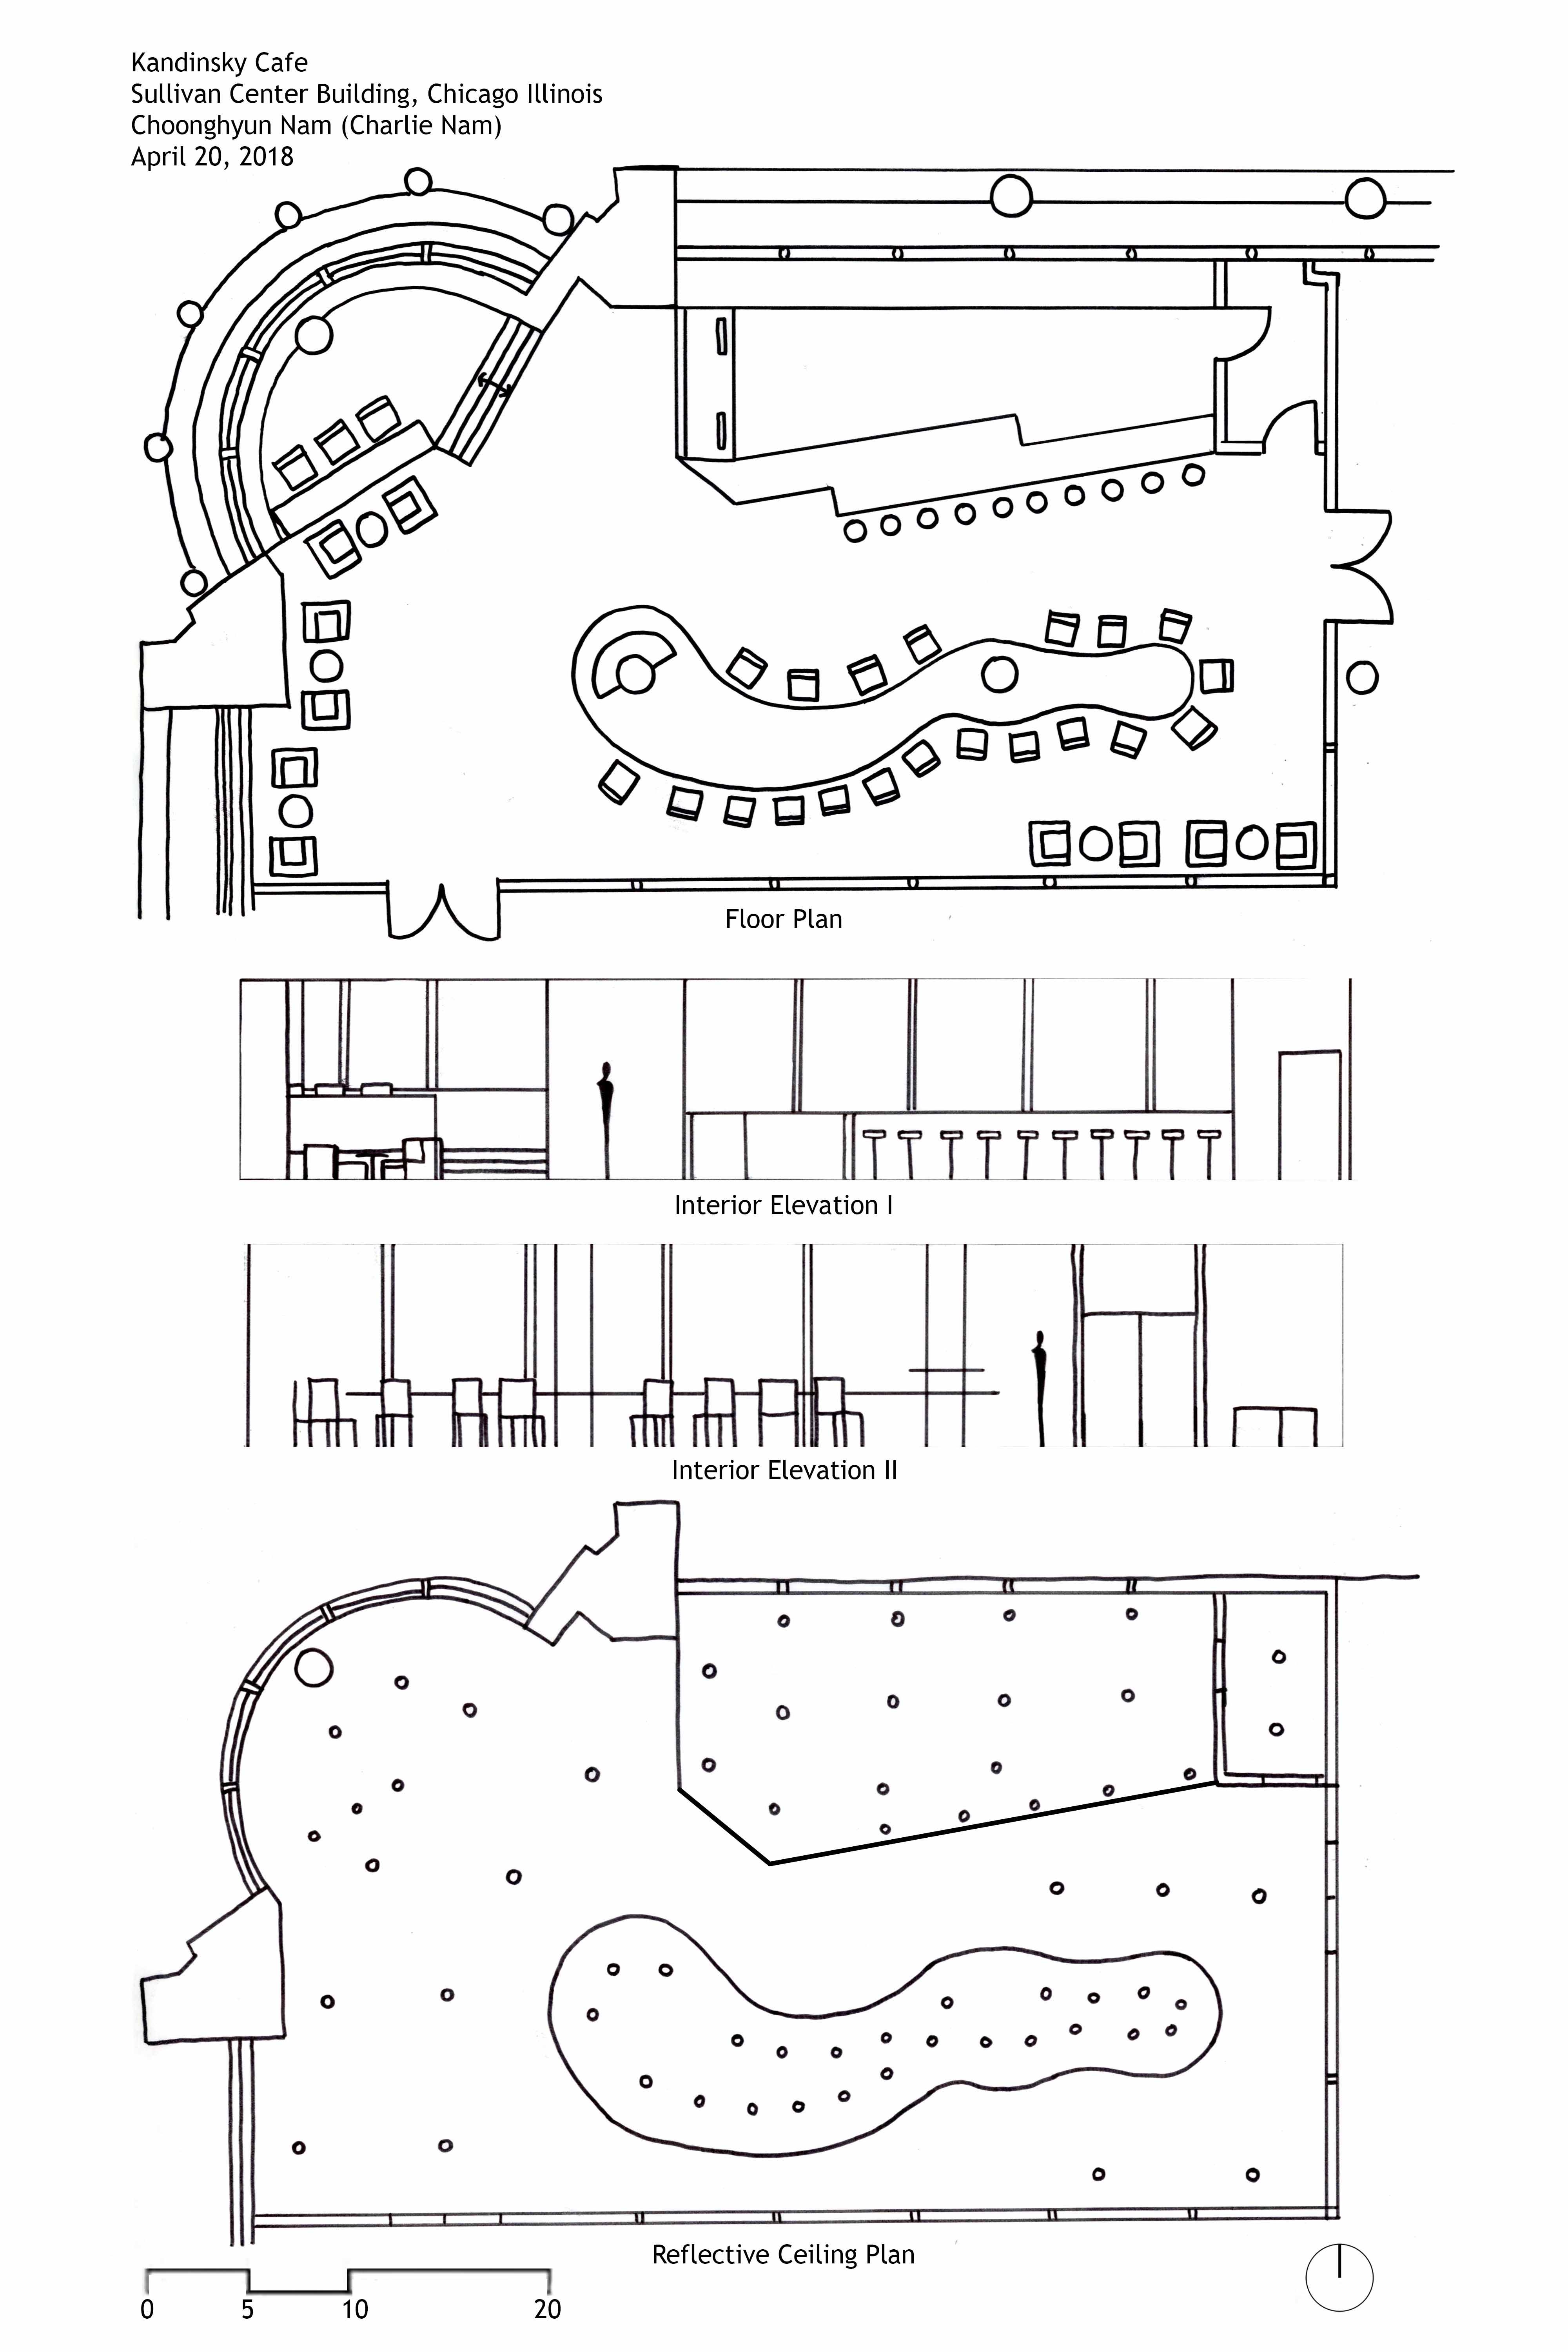 Kandinsky Cafe
Sullivan Center Building, Chicago Illinois
Choonghyun Nam (Charlie Nam)
April 20, 2018
Floor Plan
Interior Elevation I
Interior Elevation II
Reflective Ceiling Plan
0 5 10 20